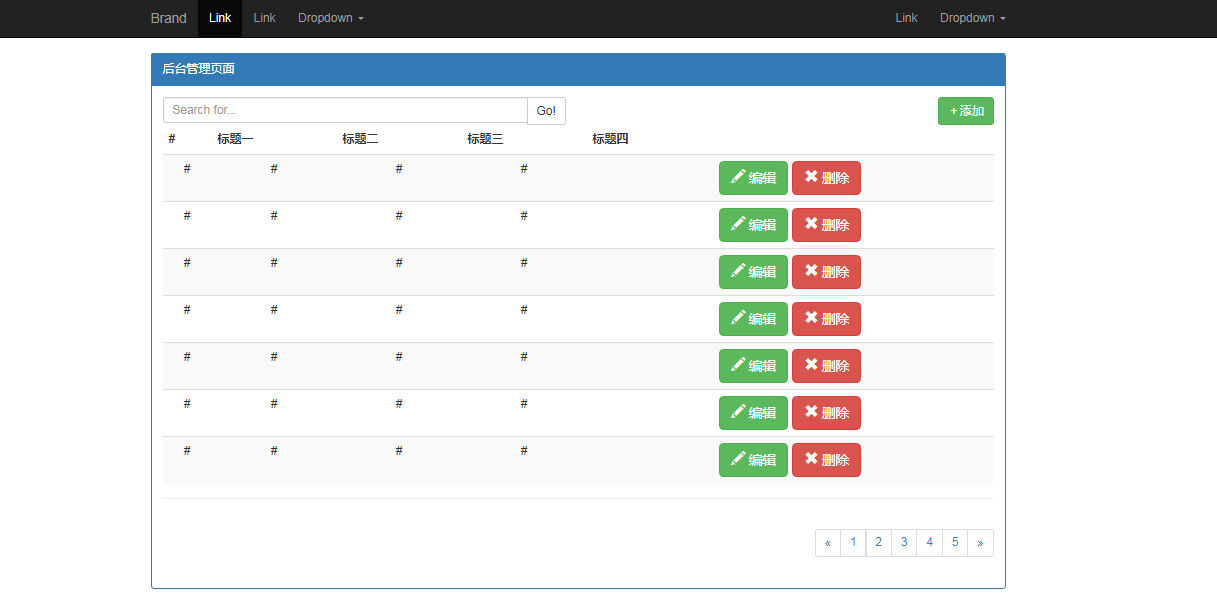 Brand Link Link Dropdown Link Dropdown
后台管理页面
Search for... Go! +添加
# 标题一 标题二 标题三 标题四
# # # # 编辑 删除
# # # # 编辑 删除
# # # # 编辑 删除
# # # # 编辑 删除
# # # # 编辑 删除
# # # # 编辑 删除
# # # # 编辑 删除
« 1 2 3 4 5 »